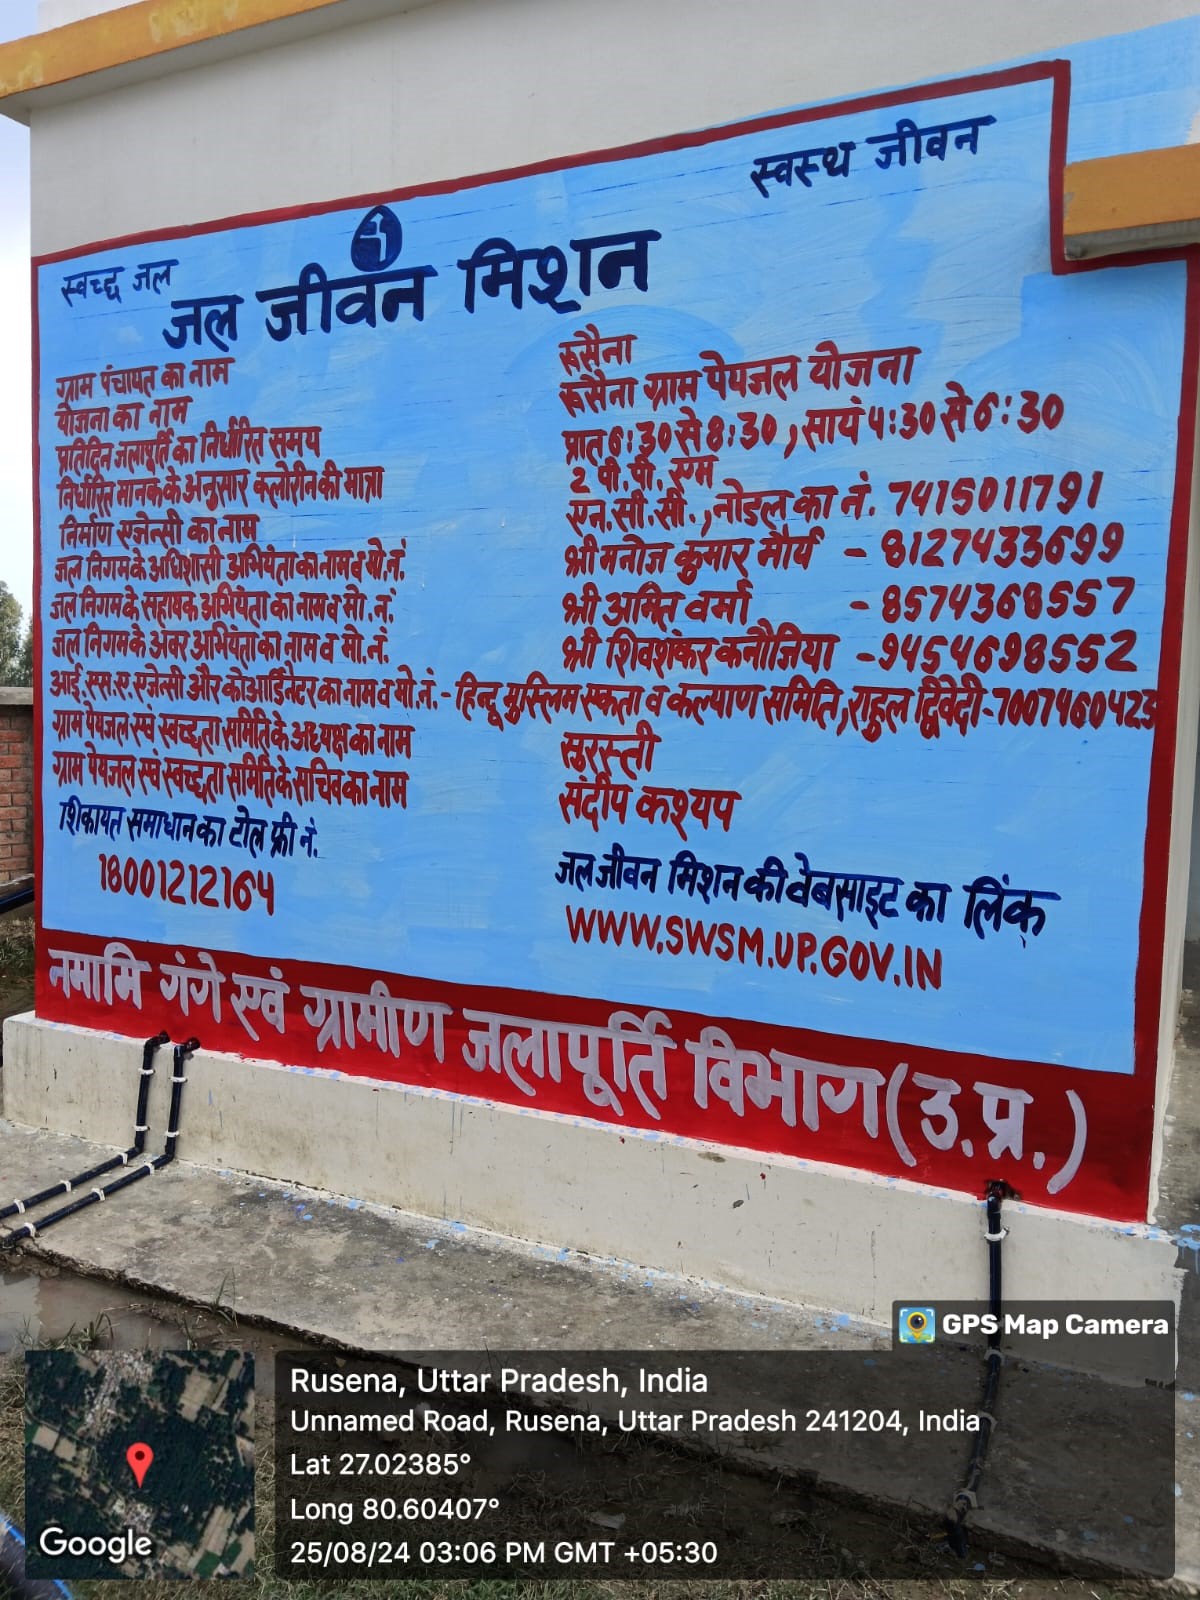 स्वच्छ जल
स्वस्थ जीवन
जल जीवन मिशन
ग्राम पंचायत का नाम रूसैना
योजना का नाम रूसैना ग्राम पेयजल योजना
प्रतिदिन जलापूर्ति का निर्धारित समय प्रात 6:30 से 8:30, सायं 4:30 से 6:30
निर्धारित मानक के अनुसार क्लोरीन की मात्रा 2 पी.पी. एम
निर्माण एजेन्सी का नाम एन.सी.सी., नोडल का नं. 7415011791
जल निगम के अधिशासी अभियंता का नाम व मो.नं. श्री मनोज कुमार मौर्य - 8127433699
जल निगम के सहायक अभियंता का नाम व मो.नं. श्री अमित वर्मा - 8574368557
जल निगम के अवर अभियंता का नाम व मो.नं. श्री शिवशंकर कनौजिया - 9454698552
आई.एस.ए. एजेन्सी और कोआर्डिनेटर का नाम व मो.नं. - हिन्दू मुस्लिम एकता व कल्याण समिति, राहुल द्विवेदी - 7007460423
ग्राम पेयजल एवं स्वच्छता समिति के अध्यक्ष का नाम सुरस्ती
ग्राम पेयजल एवं स्वच्छता समिति के सचिव का नाम संदीप कश्यप
शिकायत समाधान का टोल फ्री नं.
18001212164
जल जीवन मिशन की वेबसाइट का लिंक
WWW.SWSM.UP.GOV.IN
नमामि गंगे एवं ग्रामीण जलापूर्ति विभाग (उ.प्र.)
GPS Map Camera
Rusena, Uttar Pradesh, India
Unnamed Road, Rusena, Uttar Pradesh 241204, India
Lat 27.02385°
Long 80.60407°
25/08/24 03:06 PM GMT +05:30
Google